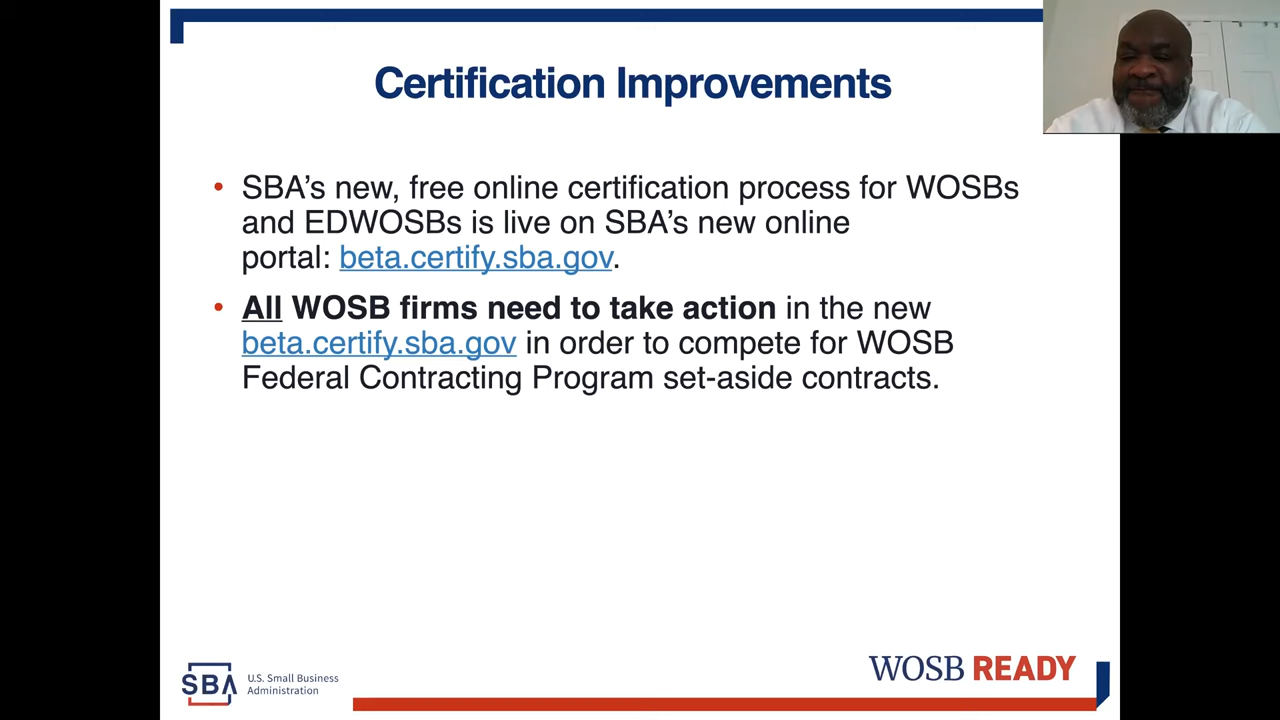 Certification Improvements
• SBA’s new, free online certification process for WOSBs
and EDWOSBs is live on SBA’s new online
portal: beta.certify.sba.gov.
• All WOSB firms need to take action in the new
beta.certify.sba.gov in order to compete for WOSB
Federal Contracting Program set-aside contracts.
SBA
U.S. Small Business
Administration
WOSB READY